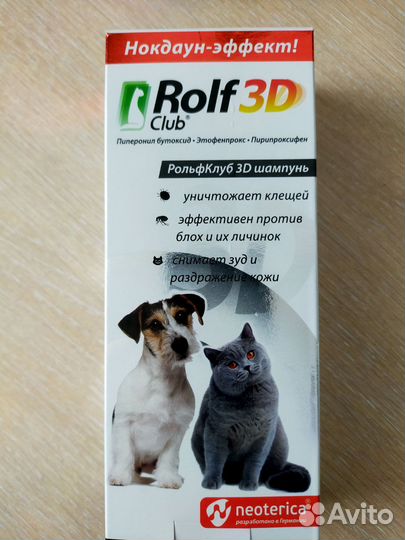 Нокдаун-эффект!
Rolf 3D
Club®
Пиперонил бутоксид • Этофенпрокс • Пирипроксифен
РольфКлуб 3D шампунь
уничтожает клещей
эффективен против
блох и их личинок
снимает зуд и
раздражение кожи
neoterica®
разработано в Германии
Avito